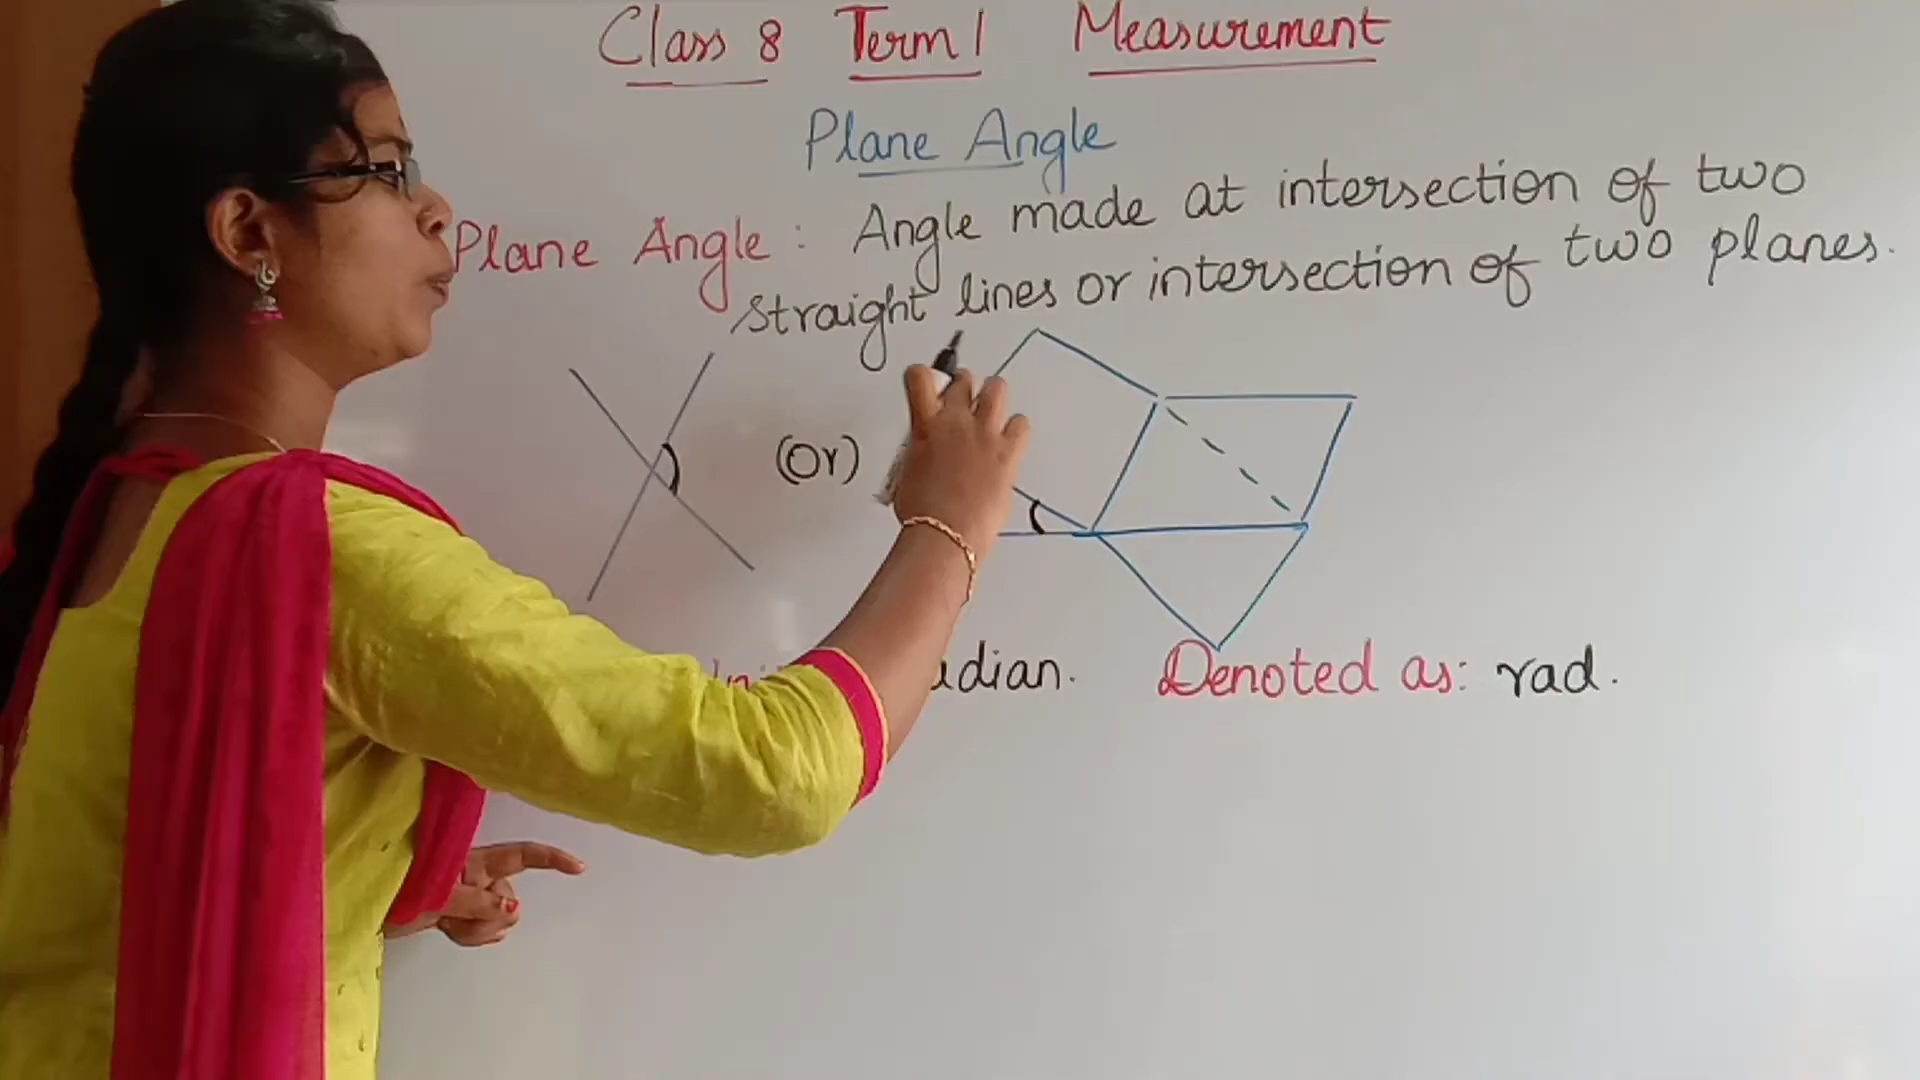 Class 8 Term 1 Measurement
Plane Angle
Plane Angle: Angle made at intersection of two
straight lines or intersection of two planes.
(Or)
Denoted as: rad.